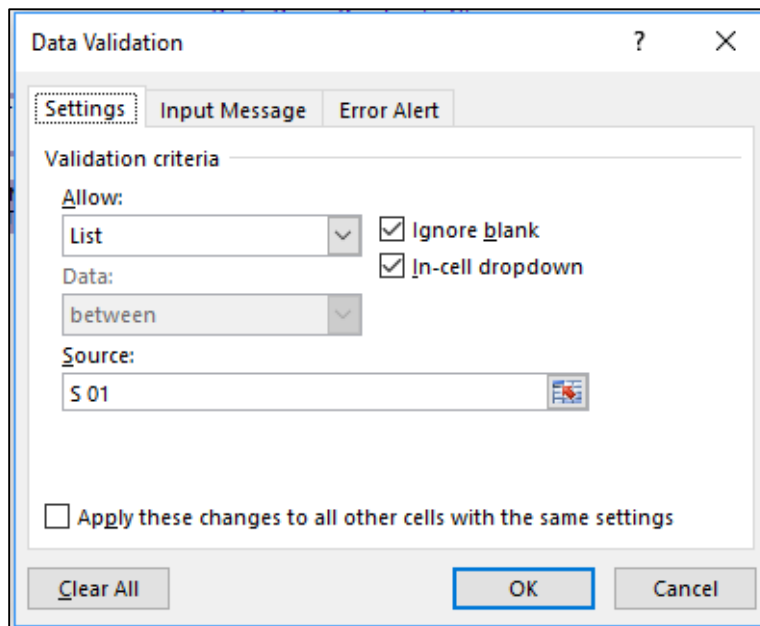 Data Validation ? X
Settings Input Message Error Alert
Validation criteria
Allow:
List
Ignore blank
Data:
In-cell dropdown
between
Source:
S 01
Apply these changes to all other cells with the same settings
Clear All OK Cancel